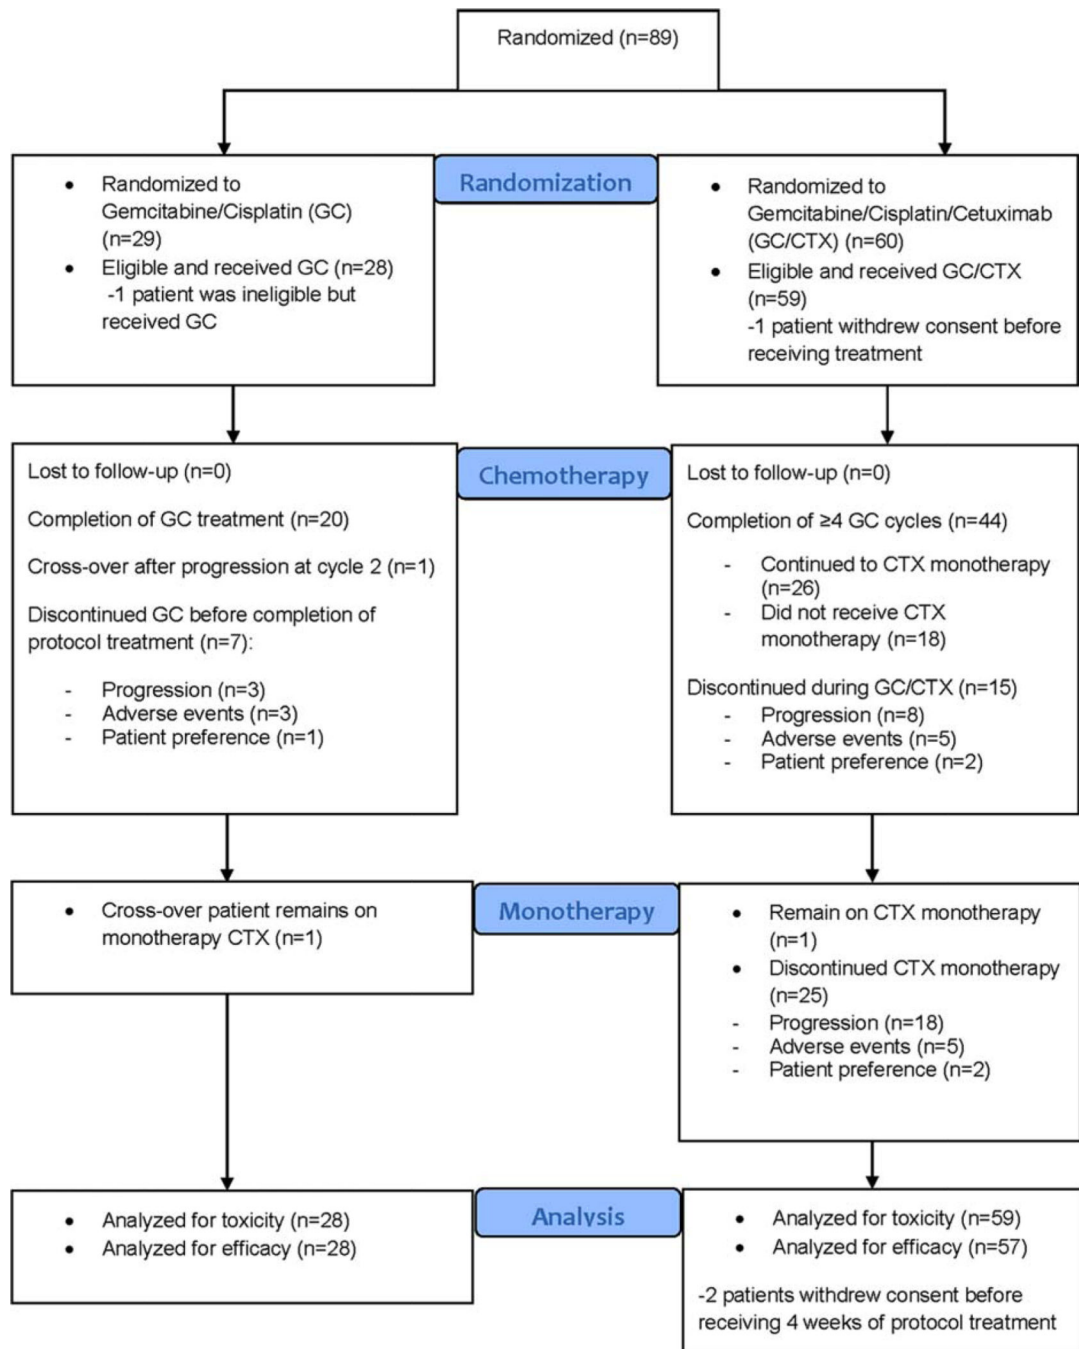 Randomized (n=89)
Randomization
• Randomized to
Gemcitabine/Cisplatin (GC)
(n=29)
• Eligible and received GC (n=28)
-1 patient was ineligible but
received GC
• Randomized to
Gemcitabine/Cisplatin/Cetuximab
(GC/CTX) (n=60)
• Eligible and received GC/CTX
(n=59)
-1 patient withdrew consent before
receiving treatment
Chemotherapy
Lost to follow-up (n=0)
Completion of GC treatment (n=20)
Cross-over after progression at cycle 2 (n=1)
Discontinued GC before completion of
protocol treatment (n=7):
- Progression (n=3)
- Adverse events (n=3)
- Patient preference (n=1)
Lost to follow-up (n=0)
Completion of ≥4 GC cycles (n=44)
- Continued to CTX monotherapy
(n=26)
- Did not receive CTX
monotherapy (n=18)
Discontinued during GC/CTX (n=15)
- Progression (n=8)
- Adverse events (n=5)
- Patient preference (n=2)
Monotherapy
• Cross-over patient remains on
monotherapy CTX (n=1)
• Remain on CTX monotherapy
(n=1)
• Discontinued CTX monotherapy
(n=25)
- Progression (n=18)
- Adverse events (n=5)
- Patient preference (n=2)
Analysis
• Analyzed for toxicity (n=28)
• Analyzed for efficacy (n=28)
• Analyzed for toxicity (n=59)
• Analyzed for efficacy (n=57)
-2 patients withdrew consent before
receiving 4 weeks of protocol treatment